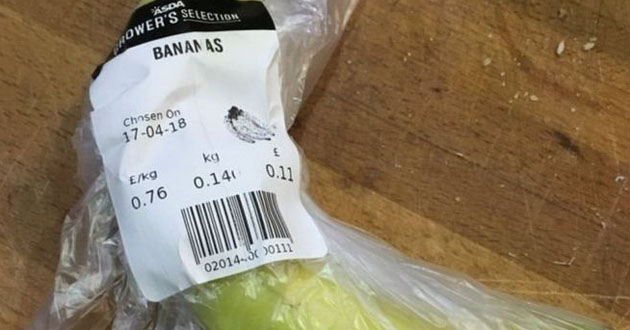 ASDA
GROWER'S SELECTION
BANANAS
Chosen On
17-04-18
£/kg kg £
0.76 0.11